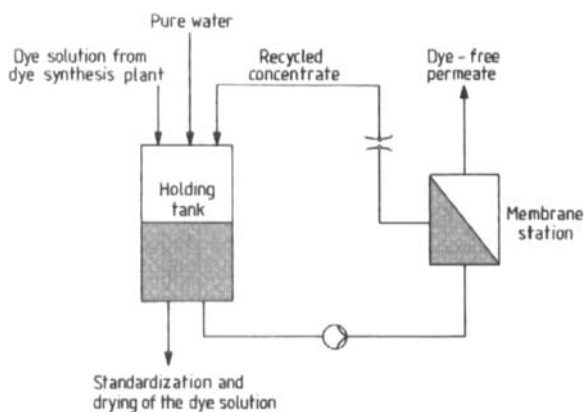 Pure water
Dye solution from
dye synthesis plant
Recycled
concentrate
Dye - free
permeate
Holding
tank
Membrane
station
Standardization and
drying of the dye solution